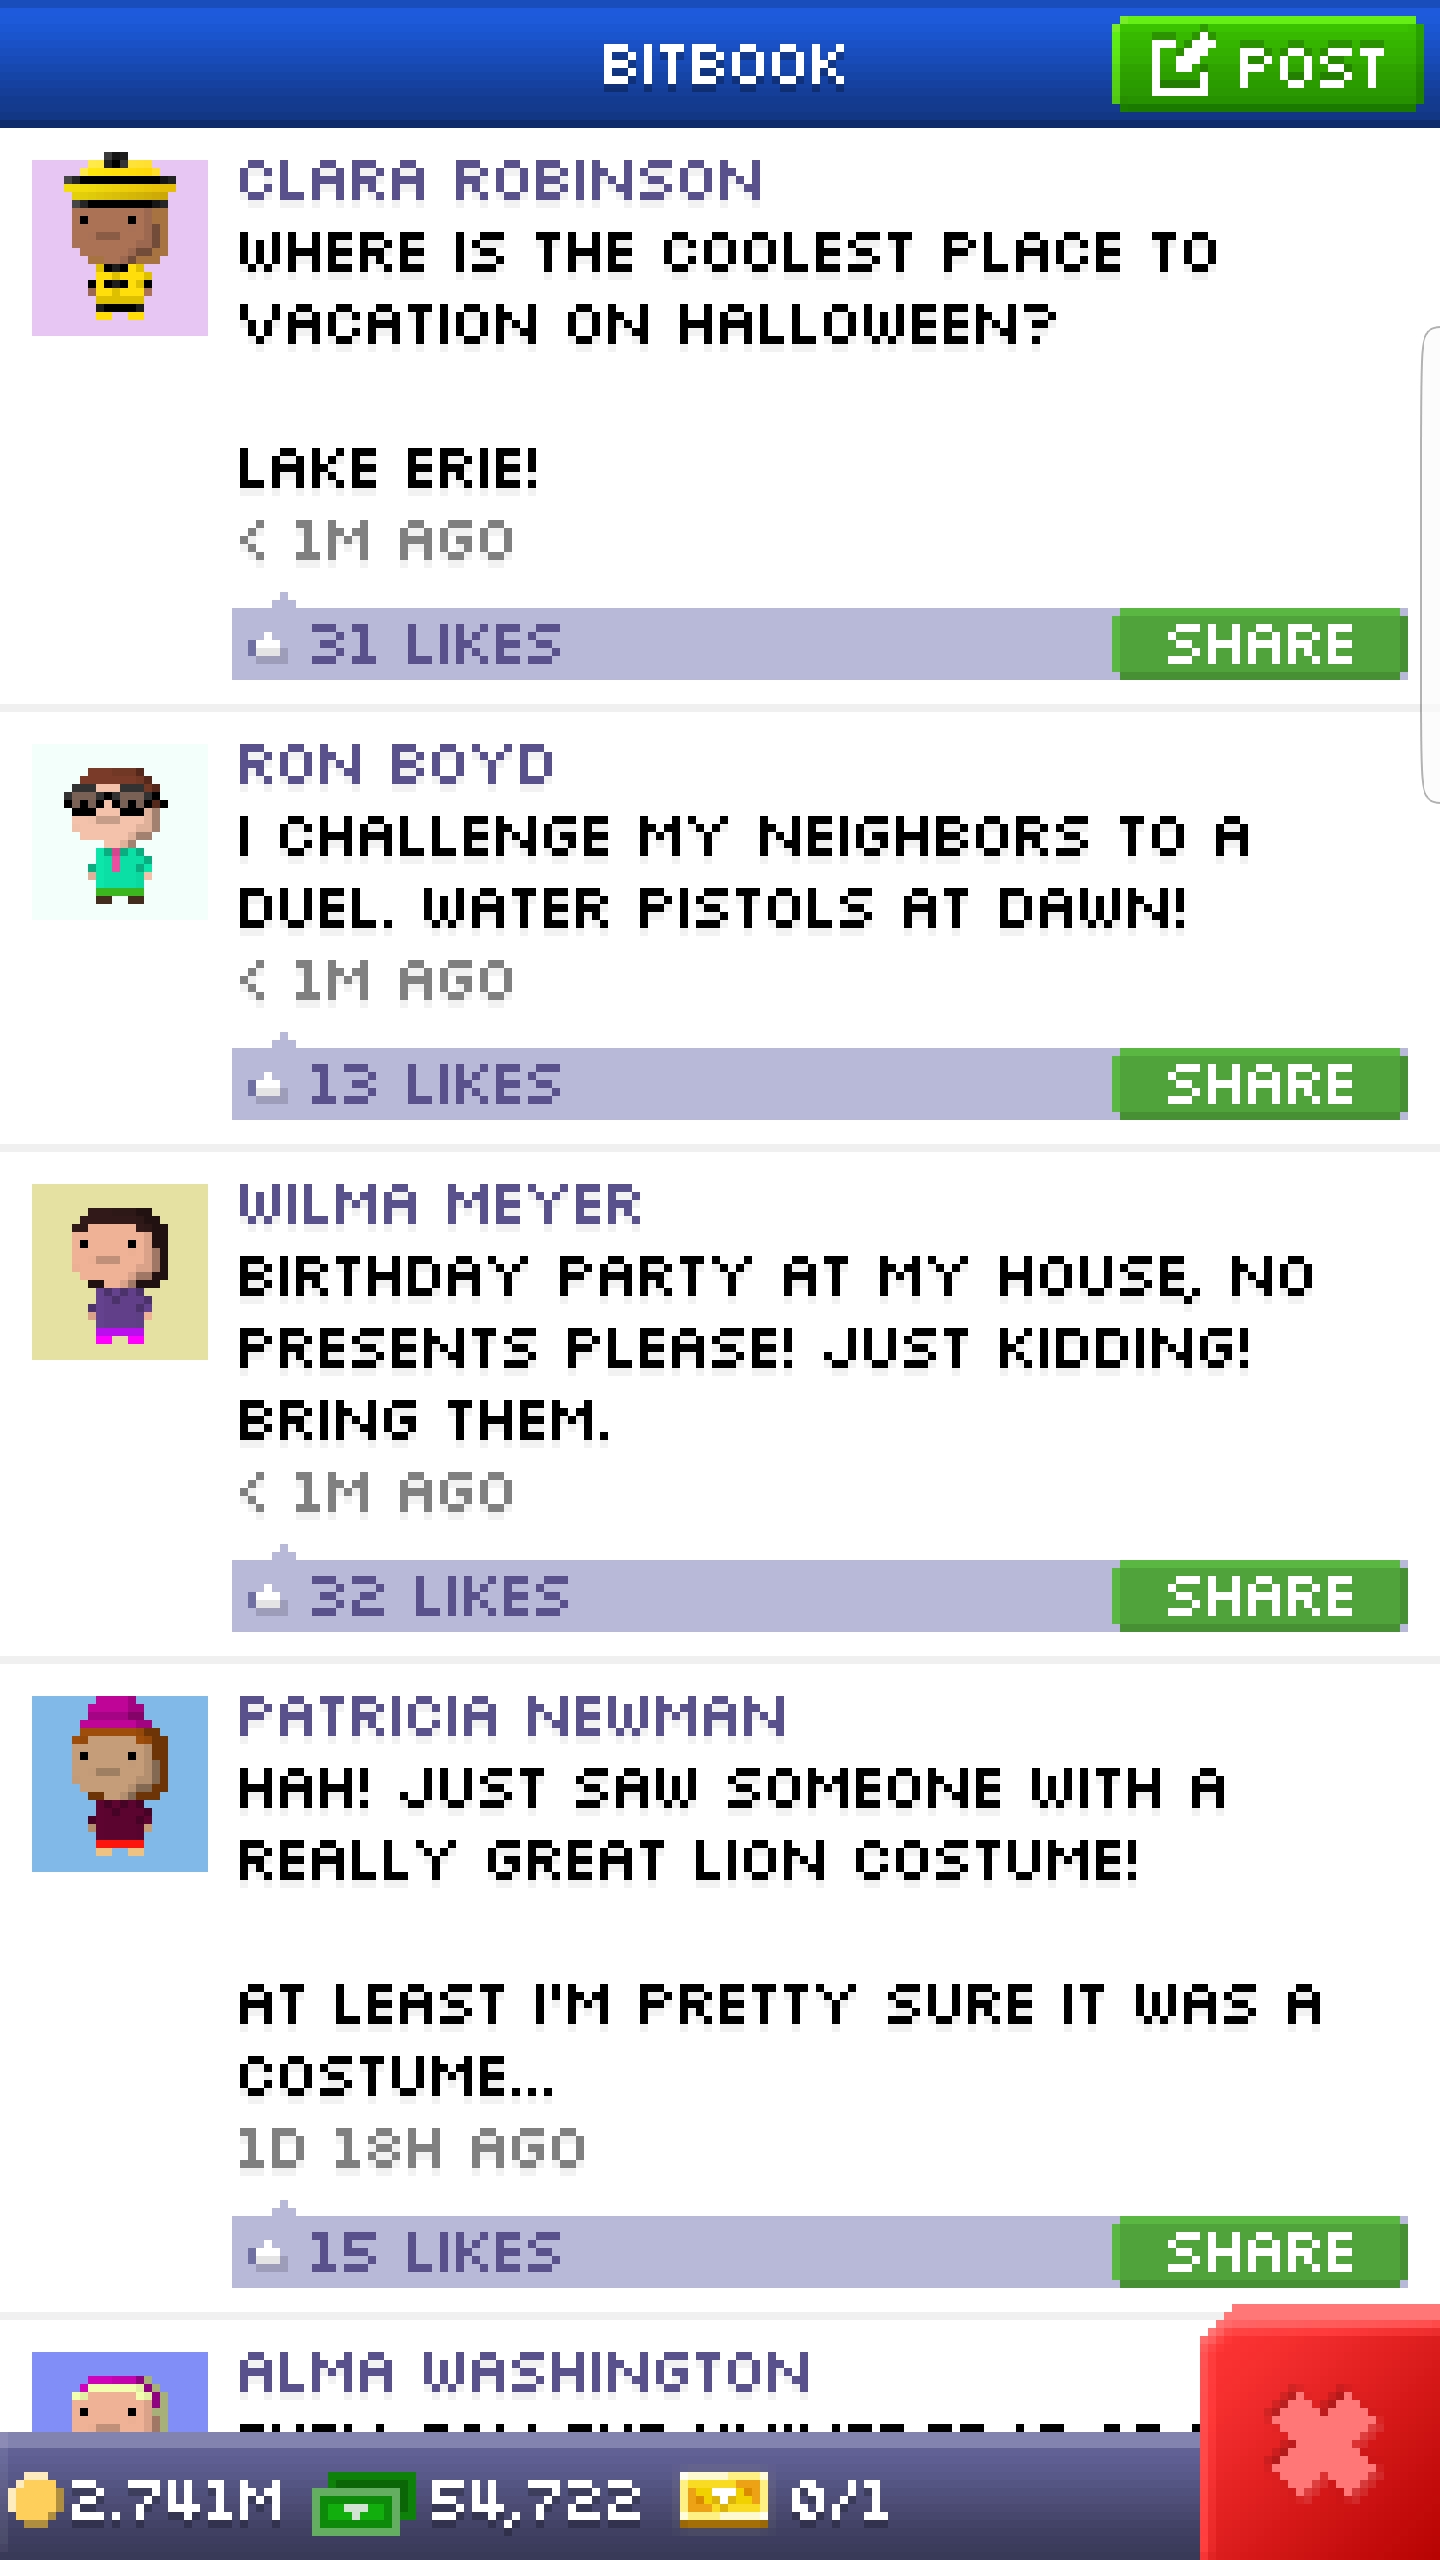 BITBOOK
POST
CLARA ROBINSON
WHERE IS THE COOLEST PLACE TO
VACATION ON HALLOWEEN?
LAKE ERIE!
< 1M AGO
31 LIKES
SHARE
RON BOYD
I CHALLENGE MY NEIGHBORS TO A
DUEL. WATER PISTOLS AT DAWN!
< 1M AGO
13 LIKES
SHARE
WILMA MEYER
BIRTHDAY PARTY AT MY HOUSE, NO
PRESENTS PLEASE! JUST KIDDING!
BRING THEM.
< 1M AGO
32 LIKES
SHARE
PATRICIA NEWMAN
HAH! JUST SAW SOMEONE WITH A
REALLY GREAT LION COSTUME!
AT LEAST I'M PRETTY SURE IT WAS A
COSTUME...
1D 18H AGO
15 LIKES
SHARE
ALMA WASHINGTON
2.741M
54,722
0/1